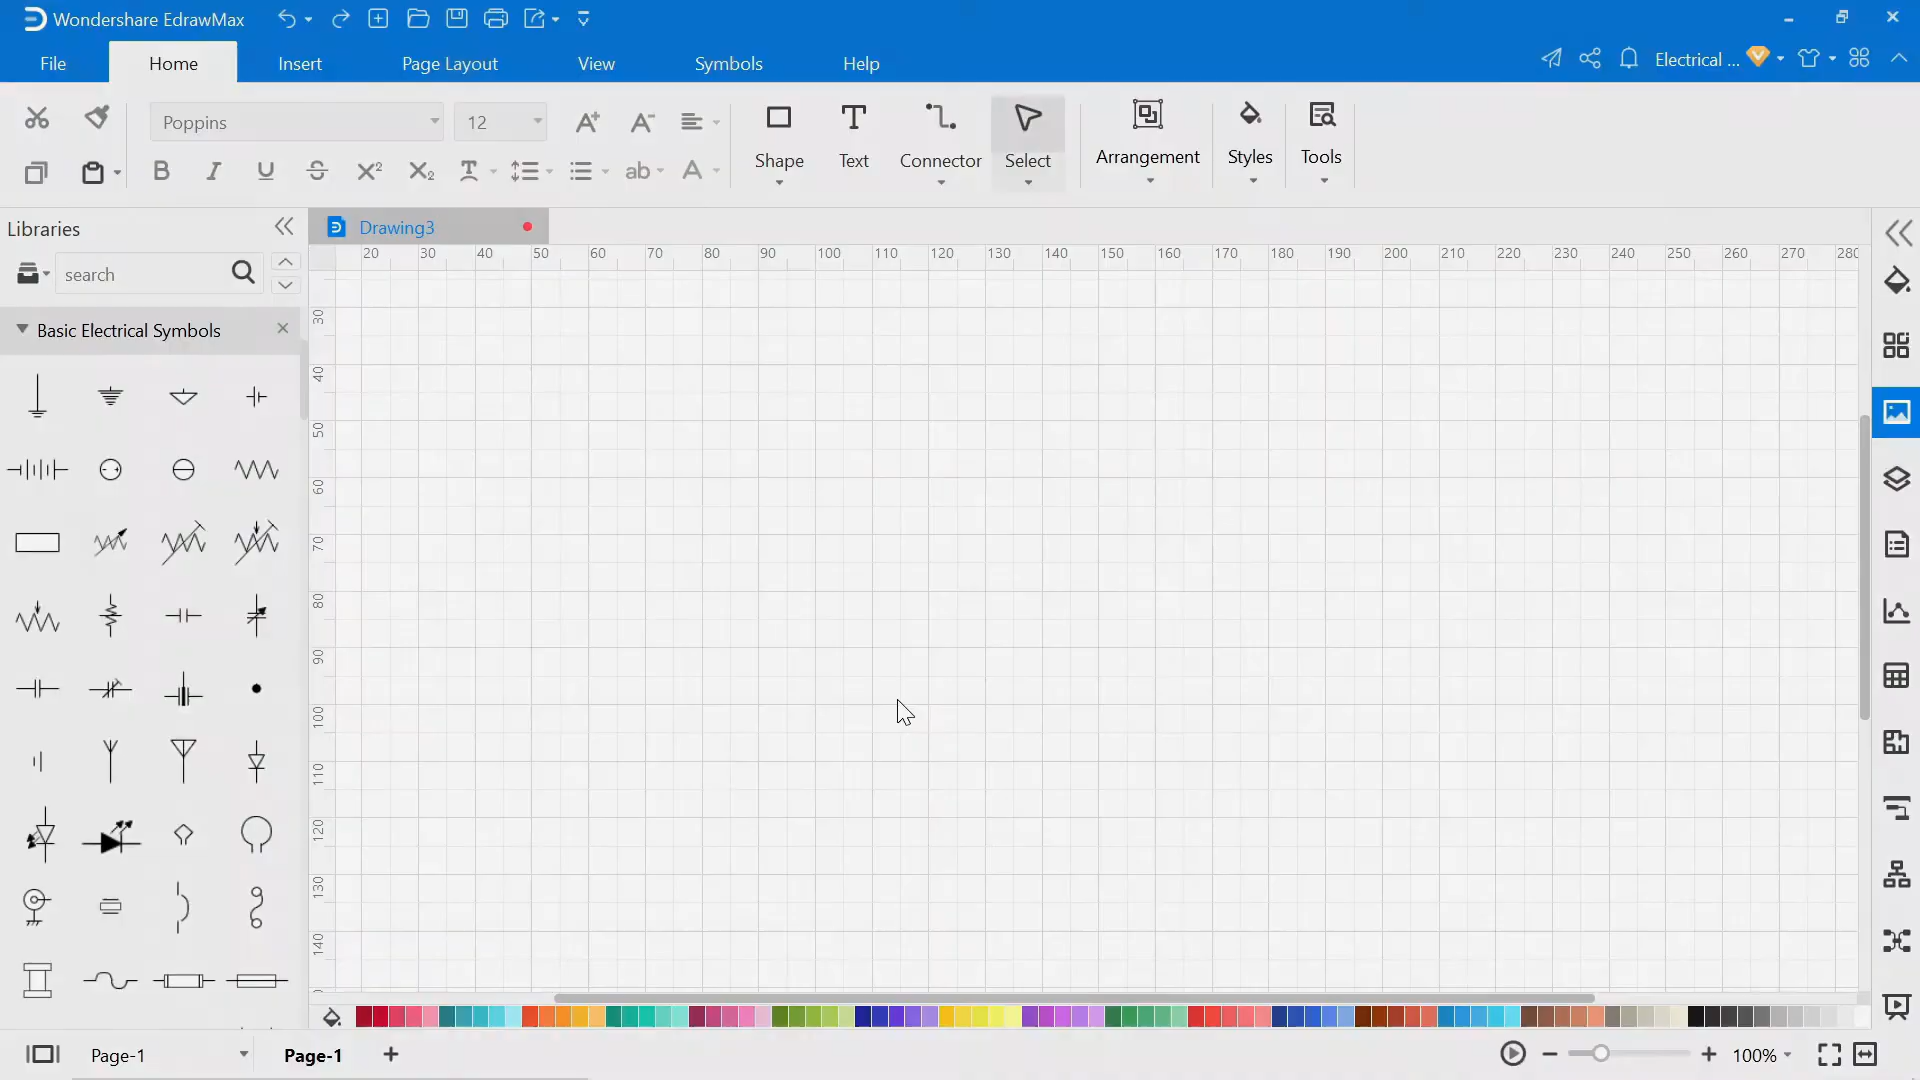 Wondershare EdrawMax
File Home Insert Page Layout View Symbols Help
Electrical ...
Poppins 12
Shape Text Connector Select Arrangement Styles Tools
B I U S X² X₂ T ab A
Libraries
Drawing3
search
20 30 40 50 60 70 80 90 100 110 120 130 140 150 160 170 180 190 200 210 220 230 240 250 260 270 280
Basic Electrical Symbols
30
40
50
60
70
80
90
100
110
120
130
140
Page-1 Page-1 + 100%